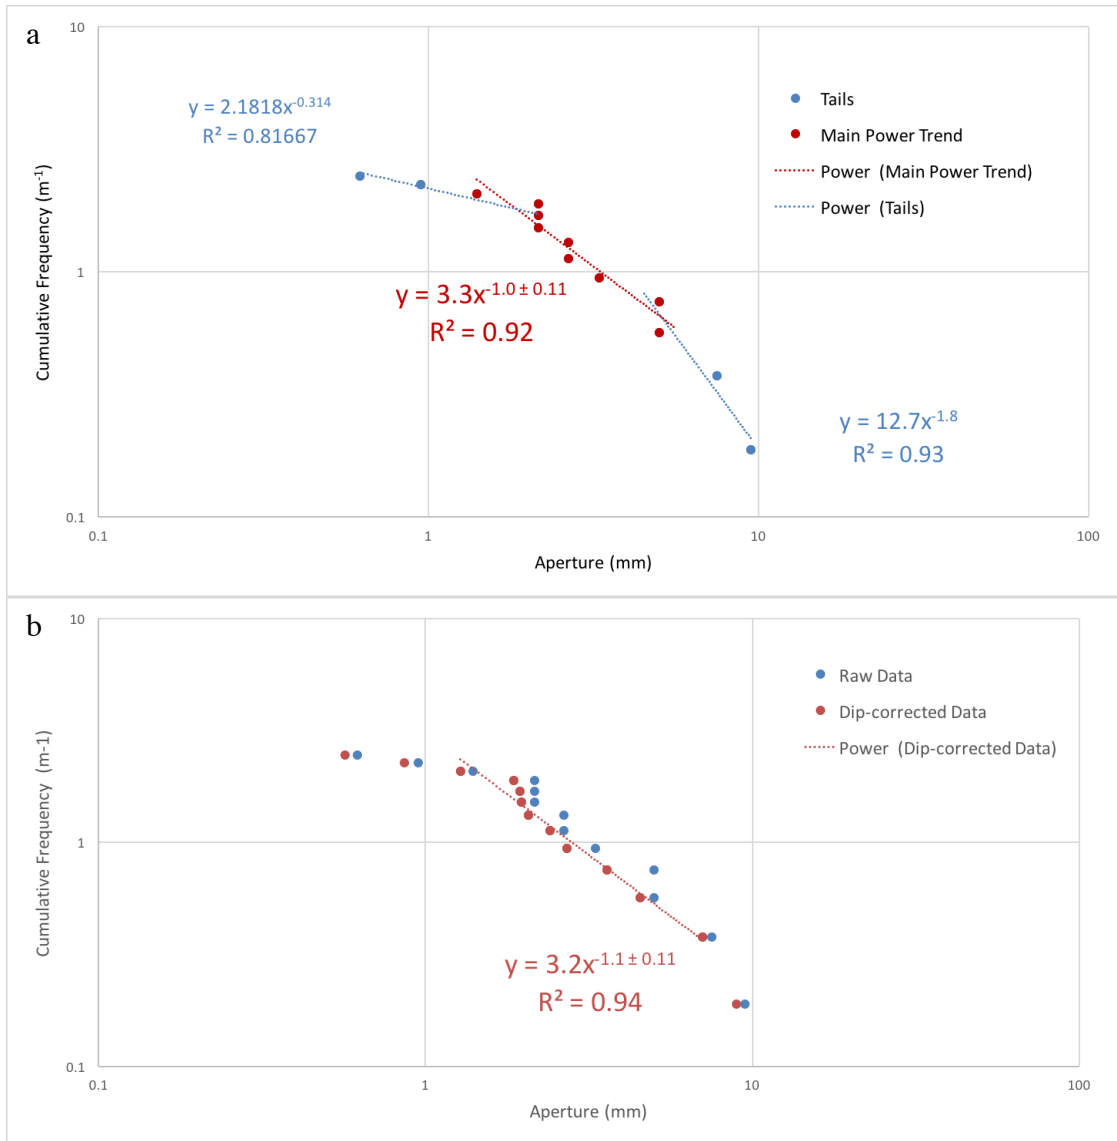 a
10
y = 2.1818x^-0.314
R² = 0.81667
Tails
Main Power Trend
Power (Main Power Trend)
Power (Tails)
Cumulative Frequency (m⁻¹)
1
y = 3.3x^-1.0 ± 0.11
R² = 0.92
y = 12.7x^-1.8
R² = 0.93
0.1
0.1 1 10 100
Aperture (mm)
b
10
Raw Data
Dip-corrected Data
Power (Dip-corrected Data)
Cumulative Frequency (m-1)
1
y = 3.2x^-1.1 ± 0.11
R² = 0.94
0.1
0.1 1 10 100
Aperture (mm)